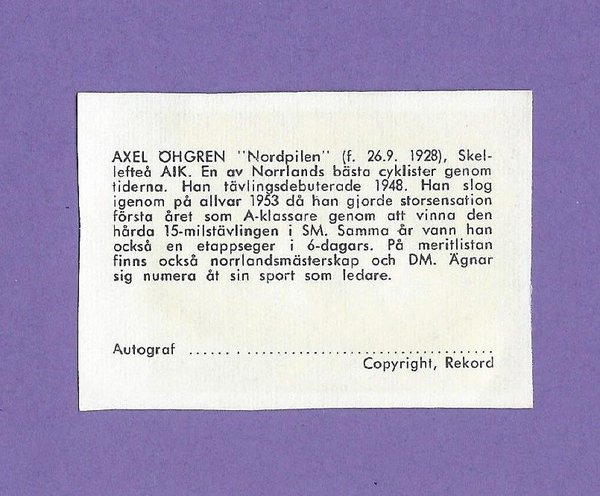 AXEL ÖHGREN "Nordpilen" (f. 26.9. 1928), Skel-
lefteå AIK. En av Norrlands bästa cyklister genom
tiderna. Han tävlingsdebuterade 1948. Han slog
igenom på allvar 1953 då han gjorde storsensation
första året som A-klassare genom att vinna den
hårda 15-milstävlingen i SM. Samma år vann han
också en etappseger i 6-dagars. På meritlistan
finns också norrlandsmästerskap och DM. Ägnar
sig numera åt sin sport som ledare.
Autograf ............................................
Copyright, Rekord